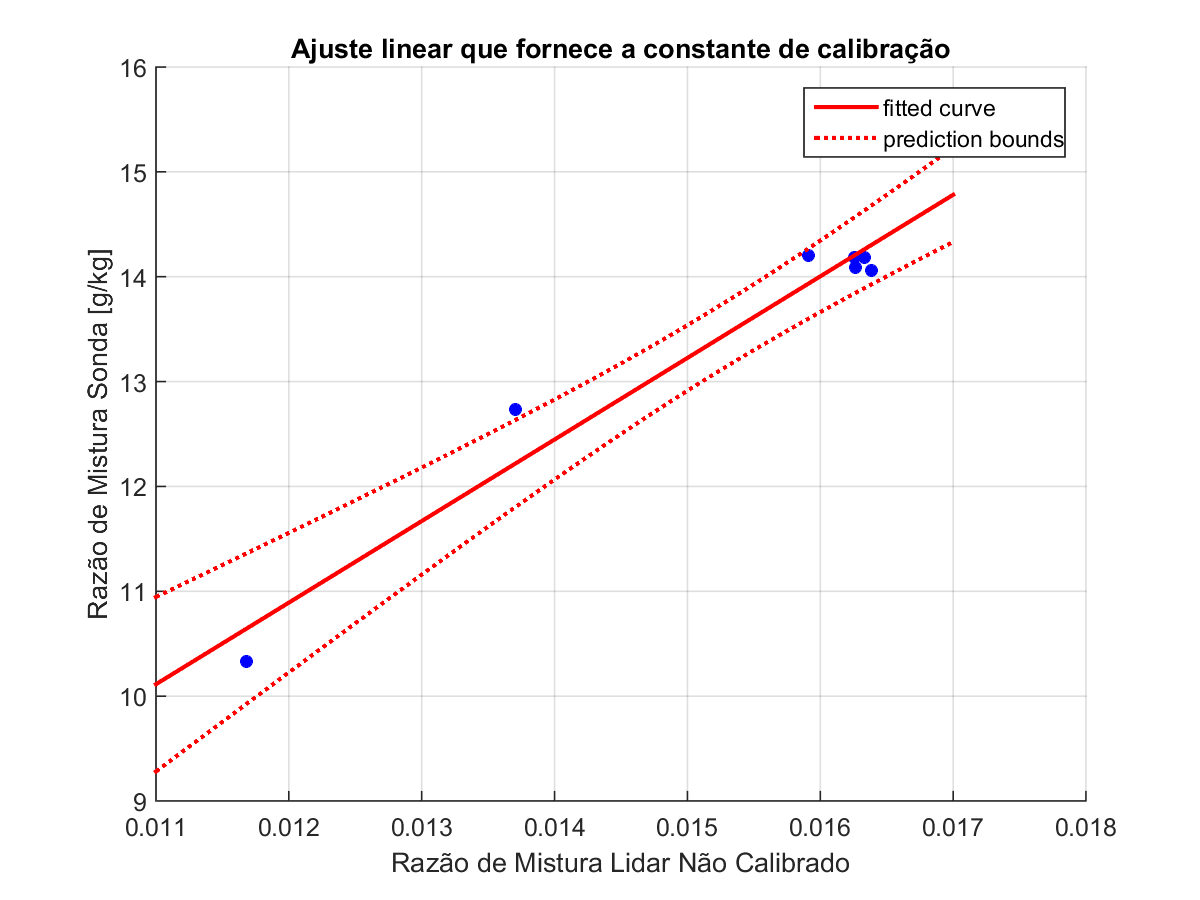 Ajuste linear que fornece a constante de calibração
16
15
14
13
12
11
10
9
Razão de Mistura Sonda [g/kg]
fitted curve
prediction bounds
0.011 0.012 0.013 0.014 0.015 0.016 0.017 0.018
Razão de Mistura Lidar Não Calibrado